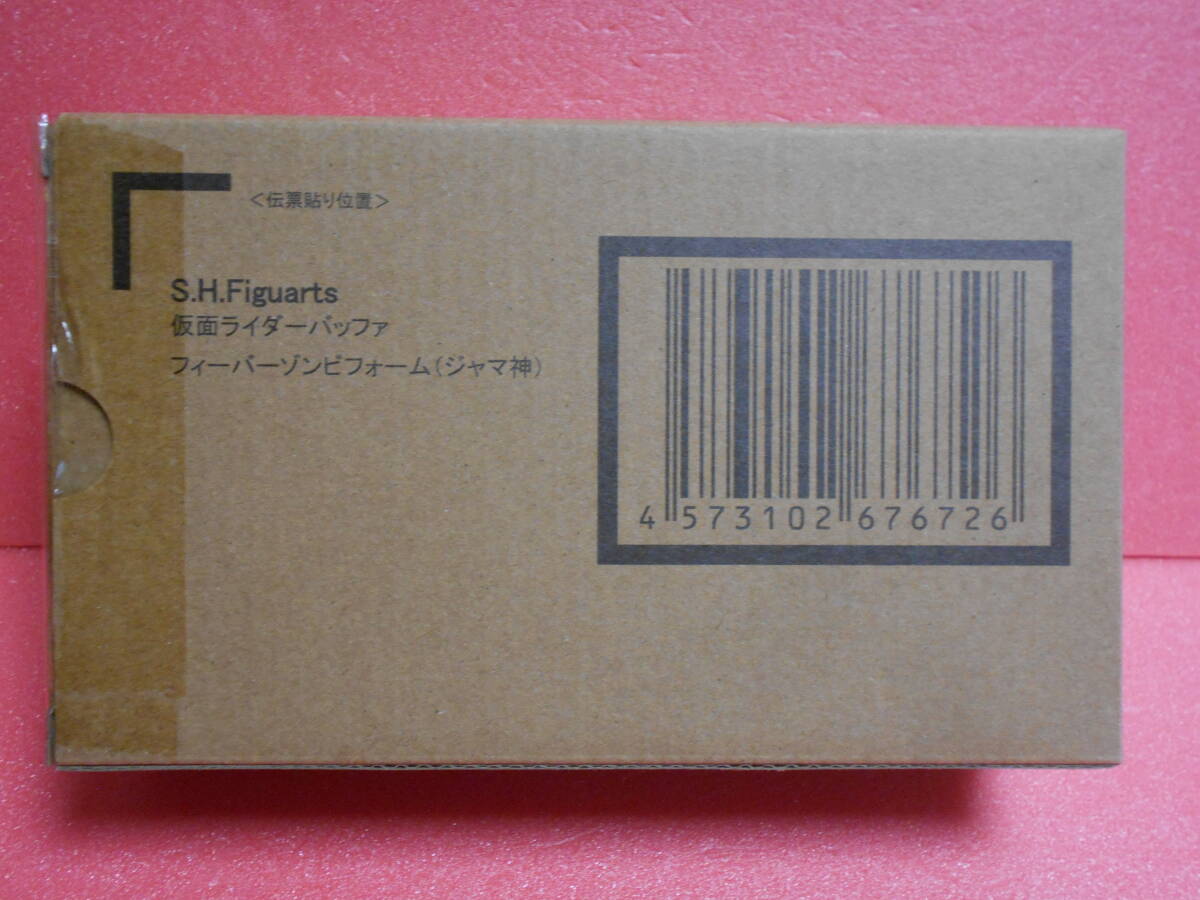 ＜伝票貼り位置＞
S.H.Figuarts
仮面ライダーバッファ
フィーバーゾンビフォーム（ジャマ神）
4 573102 676726